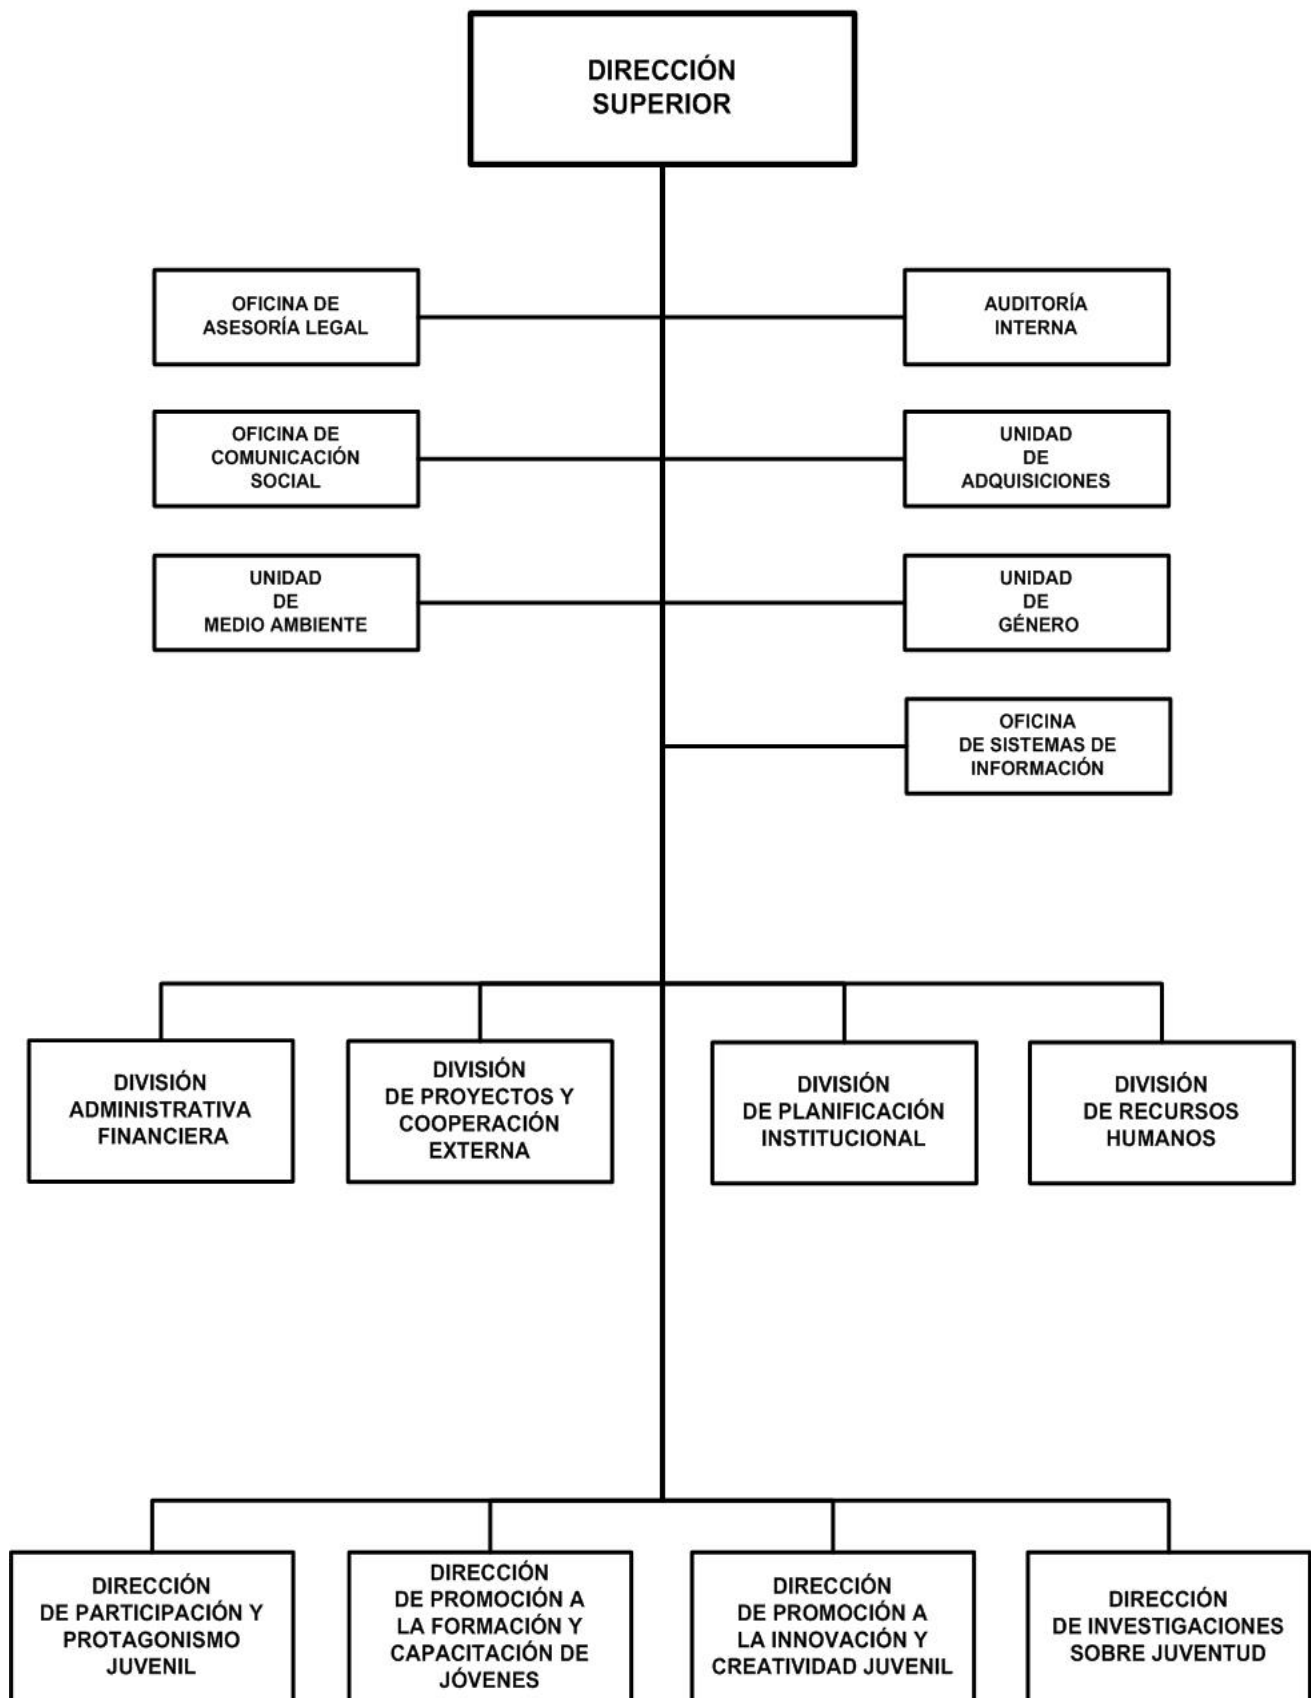 DIRECCIÓN
SUPERIOR
OFICINA DE
ASESORÍA LEGAL
AUDITORÍA
INTERNA
OFICINA DE
COMUNICACIÓN
SOCIAL
UNIDAD
DE
ADQUISICIONES
UNIDAD
DE
MEDIO AMBIENTE
UNIDAD
DE
GÉNERO
OFICINA
DE SISTEMAS DE
INFORMACIÓN
DIVISIÓN
ADMINISTRATIVA
FINANCIERA
DIVISIÓN
DE PROYECTOS Y
COOPERACIÓN
EXTERNA
DIVISIÓN
DE PLANIFICACIÓN
INSTITUCIONAL
DIVISIÓN
DE RECURSOS
HUMANOS
DIRECCIÓN
DE PARTICIPACIÓN Y
PROTAGONISMO
JUVENIL
DIRECCIÓN
DE PROMOCIÓN A
LA FORMACIÓN Y
CAPACITACIÓN DE
JÓVENES
DIRECCIÓN
DE PROMOCIÓN A
LA INNOVACIÓN Y
CREATIVIDAD JUVENIL
DIRECCIÓN
DE INVESTIGACIONES
SOBRE JUVENTUD